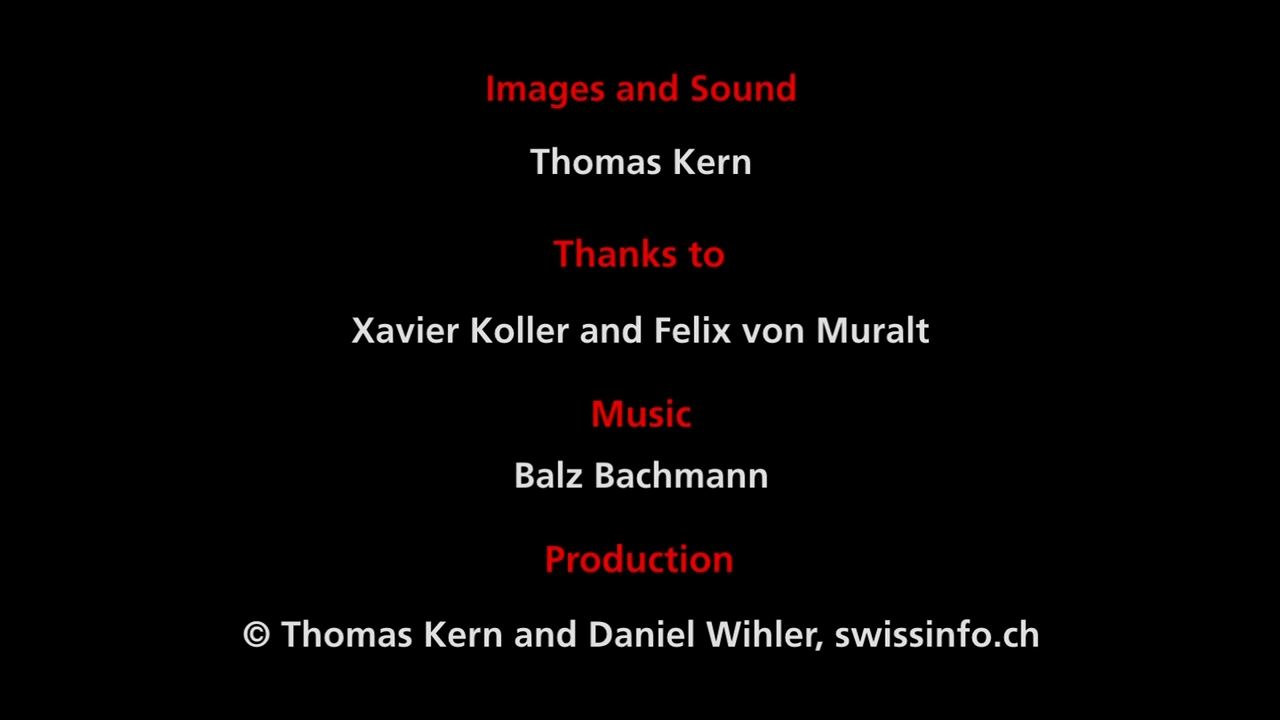 Images and Sound
Thomas Kern
Thanks to
Xavier Koller and Felix von Muralt
Music
Balz Bachmann
Production
© Thomas Kern and Daniel Wihler, swissinfo.ch